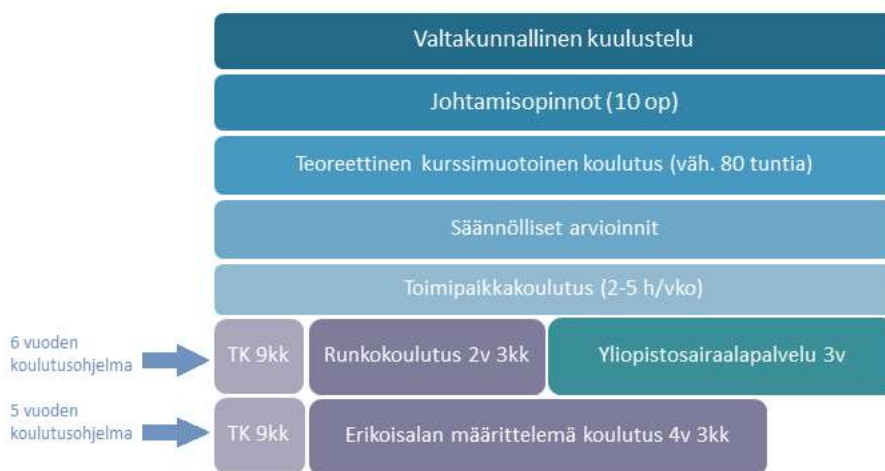 Valtakunnallinen kuulustelu
Johtamisopinnot (10 op)
Teoreettinen kurssimuotoinen koulutus (väh. 80 tuntia)
Säännölliset arvioinnit
Toimipaikkakoulutus (2-5 h/vko)
6 vuoden
koulutusohjelma
TK 9kk
Runkokoulutus 2v 3kk
Yliopistosairaalapalvelu 3v
5 vuoden
koulutusohjelma
TK 9kk
Erikoisalan määrittelemä koulutus 4v 3kk